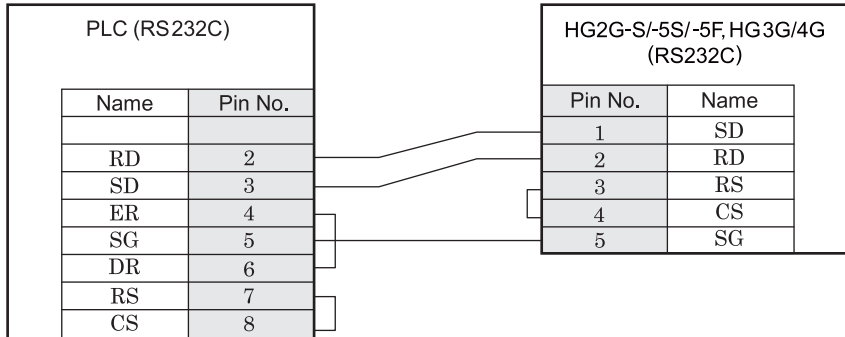 PLC (RS232C)
Name Pin No.
RD 2
SD 3
ER 4
SG 5
DR 6
RS 7
CS 8
HG2G-S/-5S/-5F, HG3G/4G
(RS232C)
Pin No. Name
1 SD
2 RD
3 RS
4 CS
5 SG